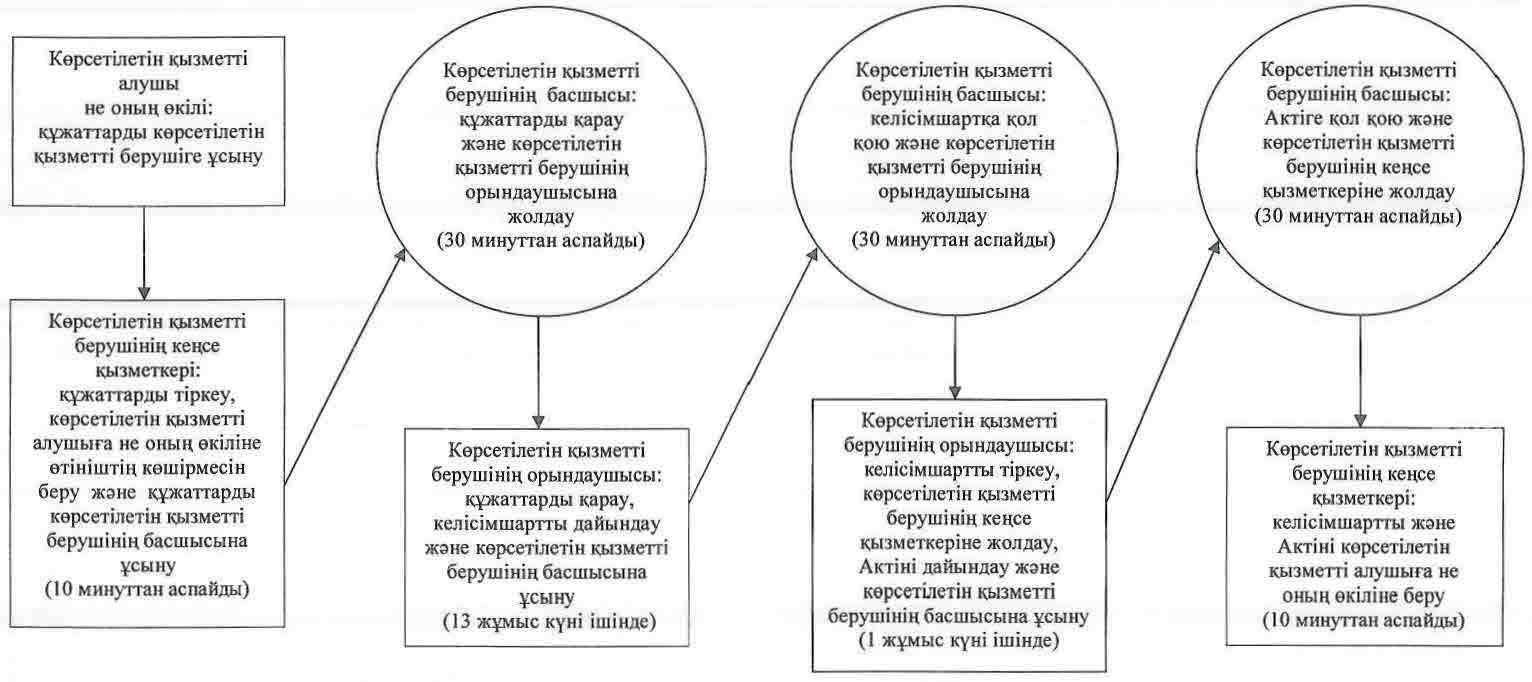 Көрсетілетін қызметті
алушы
не оның өкілі:
құжаттарды көрсетілетін
қызметті берушіге ұсыну
Көрсетілетін қызметті
берушінің кеңсе
қызметкері:
құжаттарды тіркеу,
көрсетілетін қызметті
алушыға не оның өкіліне
өтініштің көшірмесін
беру және құжаттарды
көрсетілетін қызметті
берушінің басшысына
ұсыну
(10 минуттан аспайды)
Көрсетілетін қызметті
берушінің басшысы:
құжаттарды қарау
және көрсетілетін
қызметті берушінің
орындаушысына
жолдау
(30 минуттан аспайды)
Көрсетілетін қызметті
берушінің орындаушысы:
құжаттарды қарау,
келісімшартты дайындау
және көрсетілетін қызметті
берушінің басшысына
ұсыну
(13 жұмыс күні ішінде)
Көрсетілетін қызметті
берушінің басшысы:
келісімшартқа қол
қою және көрсетілетін
қызметті берушінің
орындаушысына
жолдау
(30 минуттан аспайды)
Көрсетілетін қызметті
берушінің орындаушысы:
келісімшартты тіркеу,
көрсетілетін қызметті
берушінің кеңсе
қызметкеріне жолдау,
Актіні дайындау және
көрсетілетін қызметті
берушінің басшысына ұсыну
(1 жұмыс күні ішінде)
Көрсетілетін қызметті
берушінің басшысы:
Актіге қол қою және
көрсетілетін қызметті
берушінің кеңсе
қызметкеріне жолдау
(30 минуттан аспайды)
Көрсетілетін қызметті
берушінің кеңсе
қызметкері:
келісімшартты және
Актіні көрсетілетін
қызметті алушыға не
оның өкіліне беру
(10 минуттан аспайды)